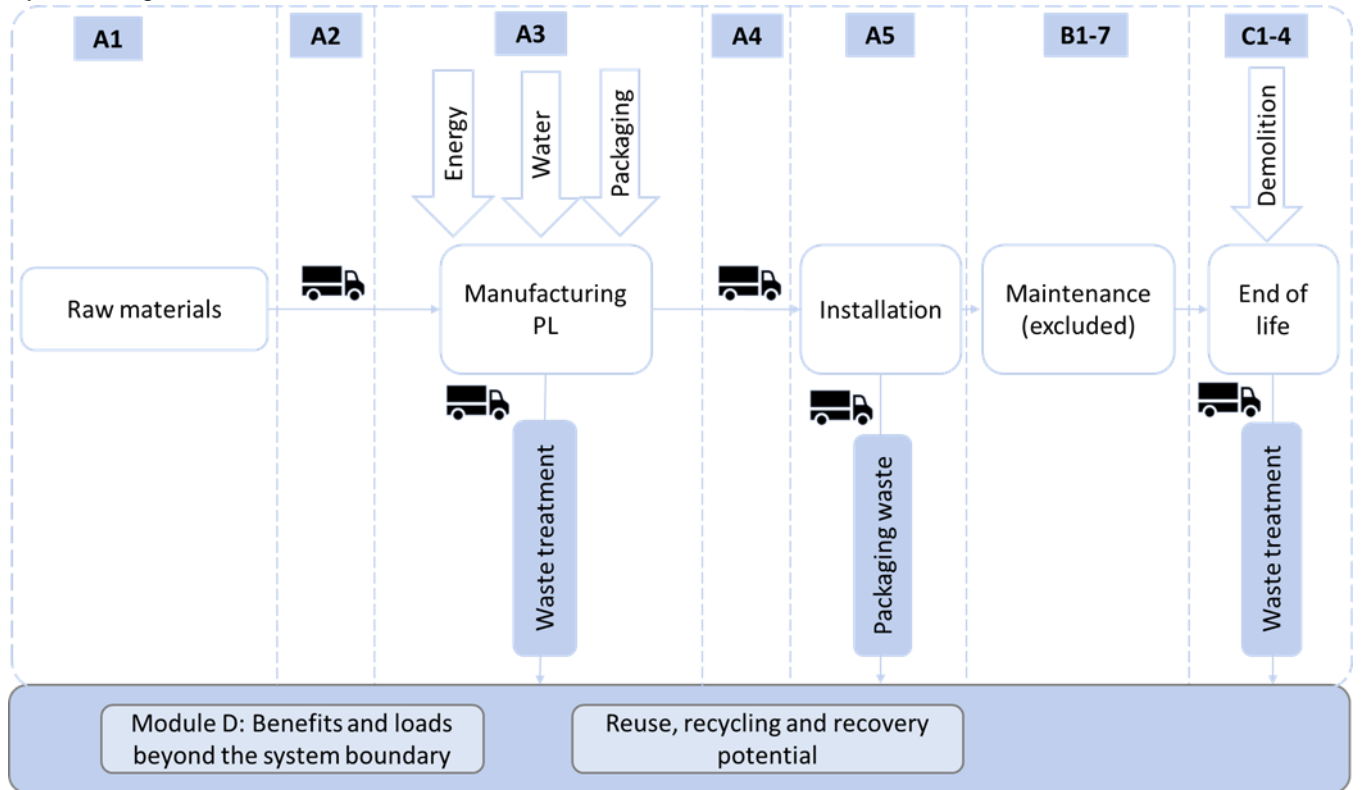 A1
A2
A3
A4
A5
B1-7
C1-4
Energy
Water
Packaging
Demolition
Raw materials
Manufacturing
PL
Installation
Maintenance
(excluded)
End of
life
Waste treatment
Packaging waste
Waste treatment
Module D: Benefits and loads
beyond the system boundary
Reuse, recycling and recovery
potential